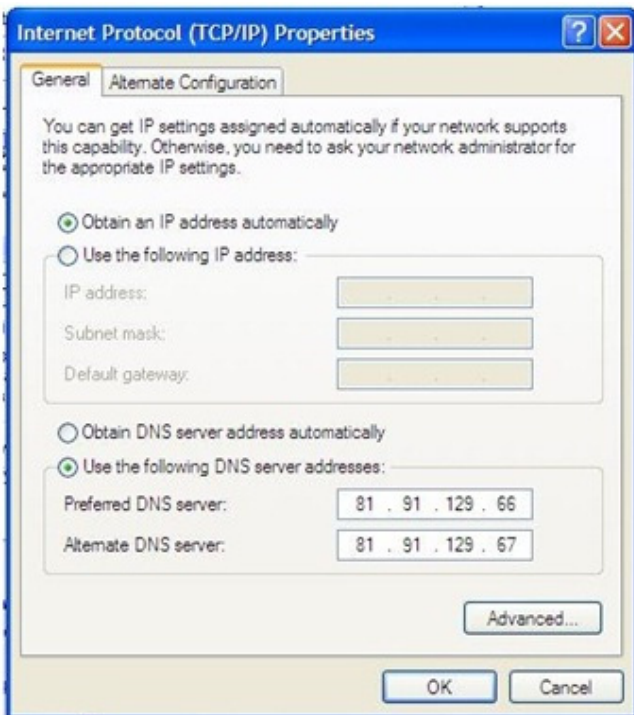 Internet Protocol (TCP/IP) Properties
General
Alternate Configuration
You can get IP settings assigned automatically if your network supports
this capability. Otherwise, you need to ask your network administrator for
the appropriate IP settings.
Obtain an IP address automatically
Use the following IP address:
IP address:
Subnet mask:
Default gateway:
Obtain DNS server address automatically
Use the following DNS server addresses:
Preferred DNS server: 81 . 91 . 129 . 66
Alternate DNS server: 81 . 91 . 129 . 67
Advanced...
OK
Cancel